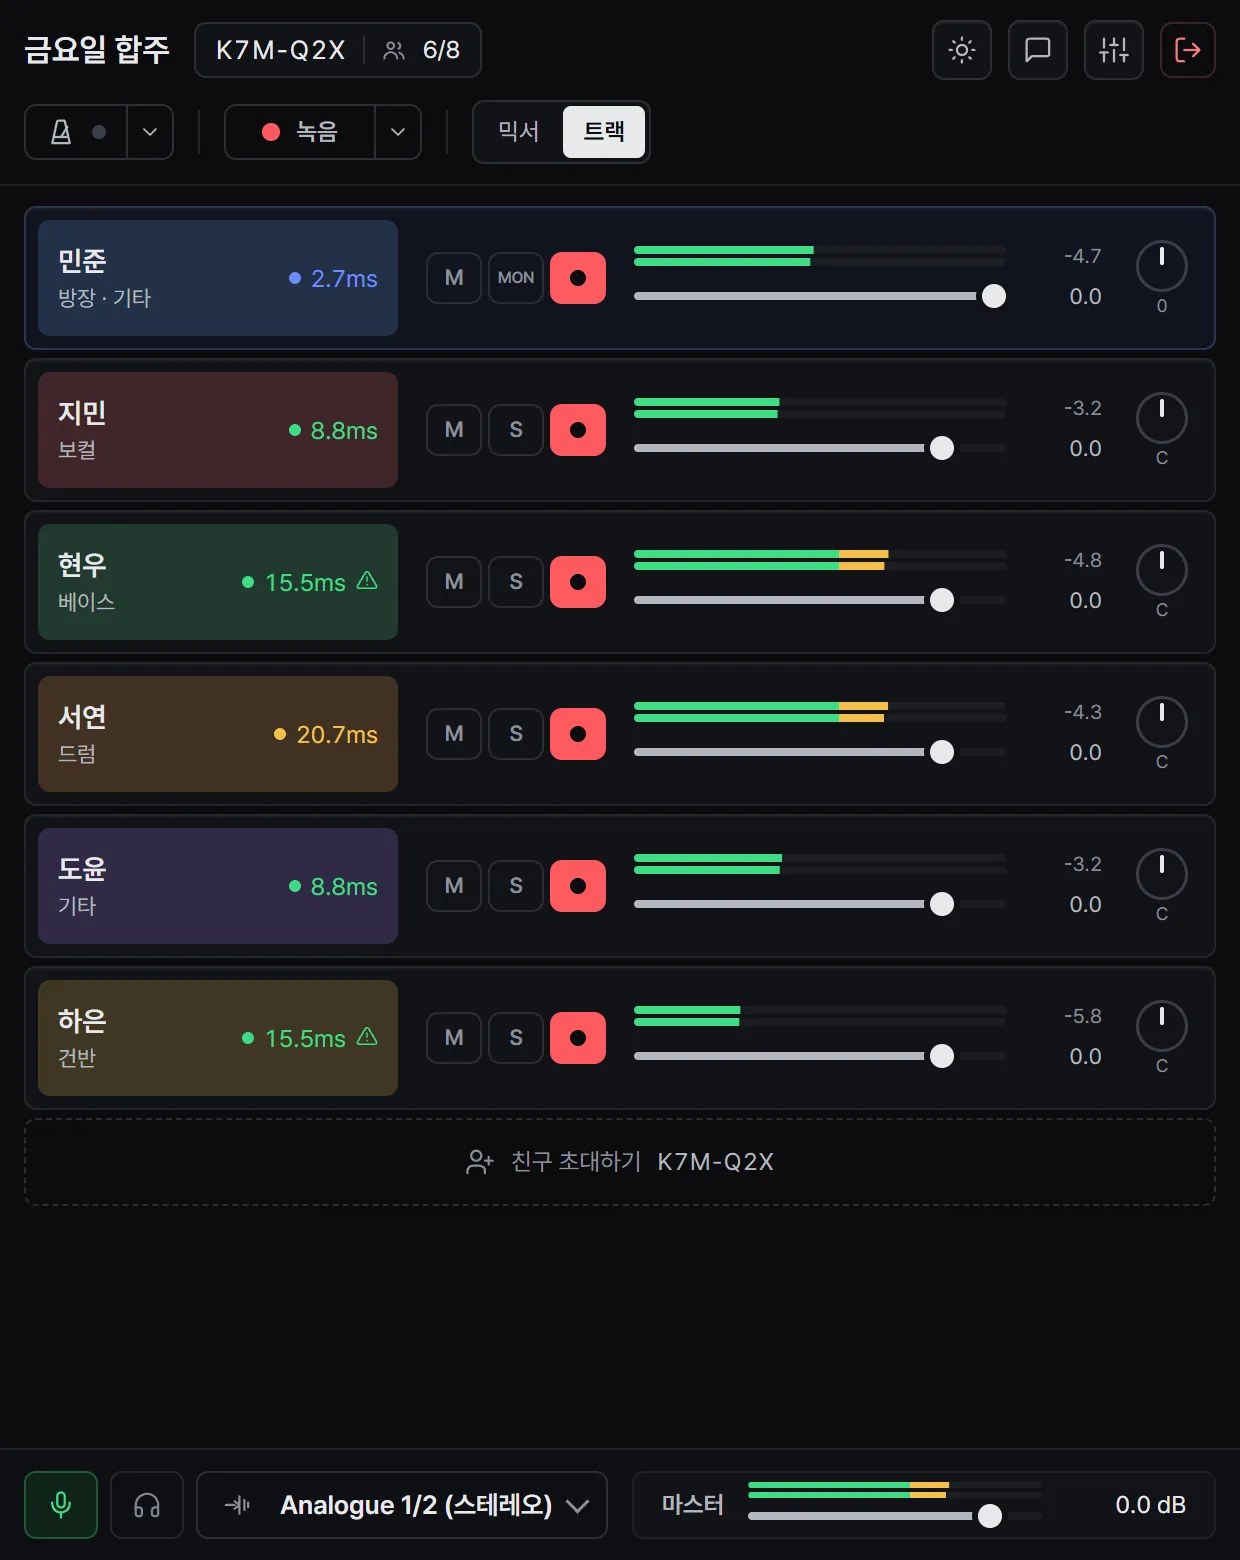 금요일 합주 K7M-Q2X 6/8
녹음 믹서 트랙
민준
방장 · 기타
2.7ms
M MON
-4.7
0.0
0
지민
보컬
8.8ms
M S
-3.2
0.0
C
현우
베이스
15.5ms
M S
-4.8
0.0
C
서연
드럼
20.7ms
M S
-4.3
0.0
C
도윤
기타
8.8ms
M S
-3.2
0.0
C
하은
건반
15.5ms
M S
-5.8
0.0
C
친구 초대하기 K7M-Q2X
Analogue 1/2 (스테레오) 마스터 0.0 dB